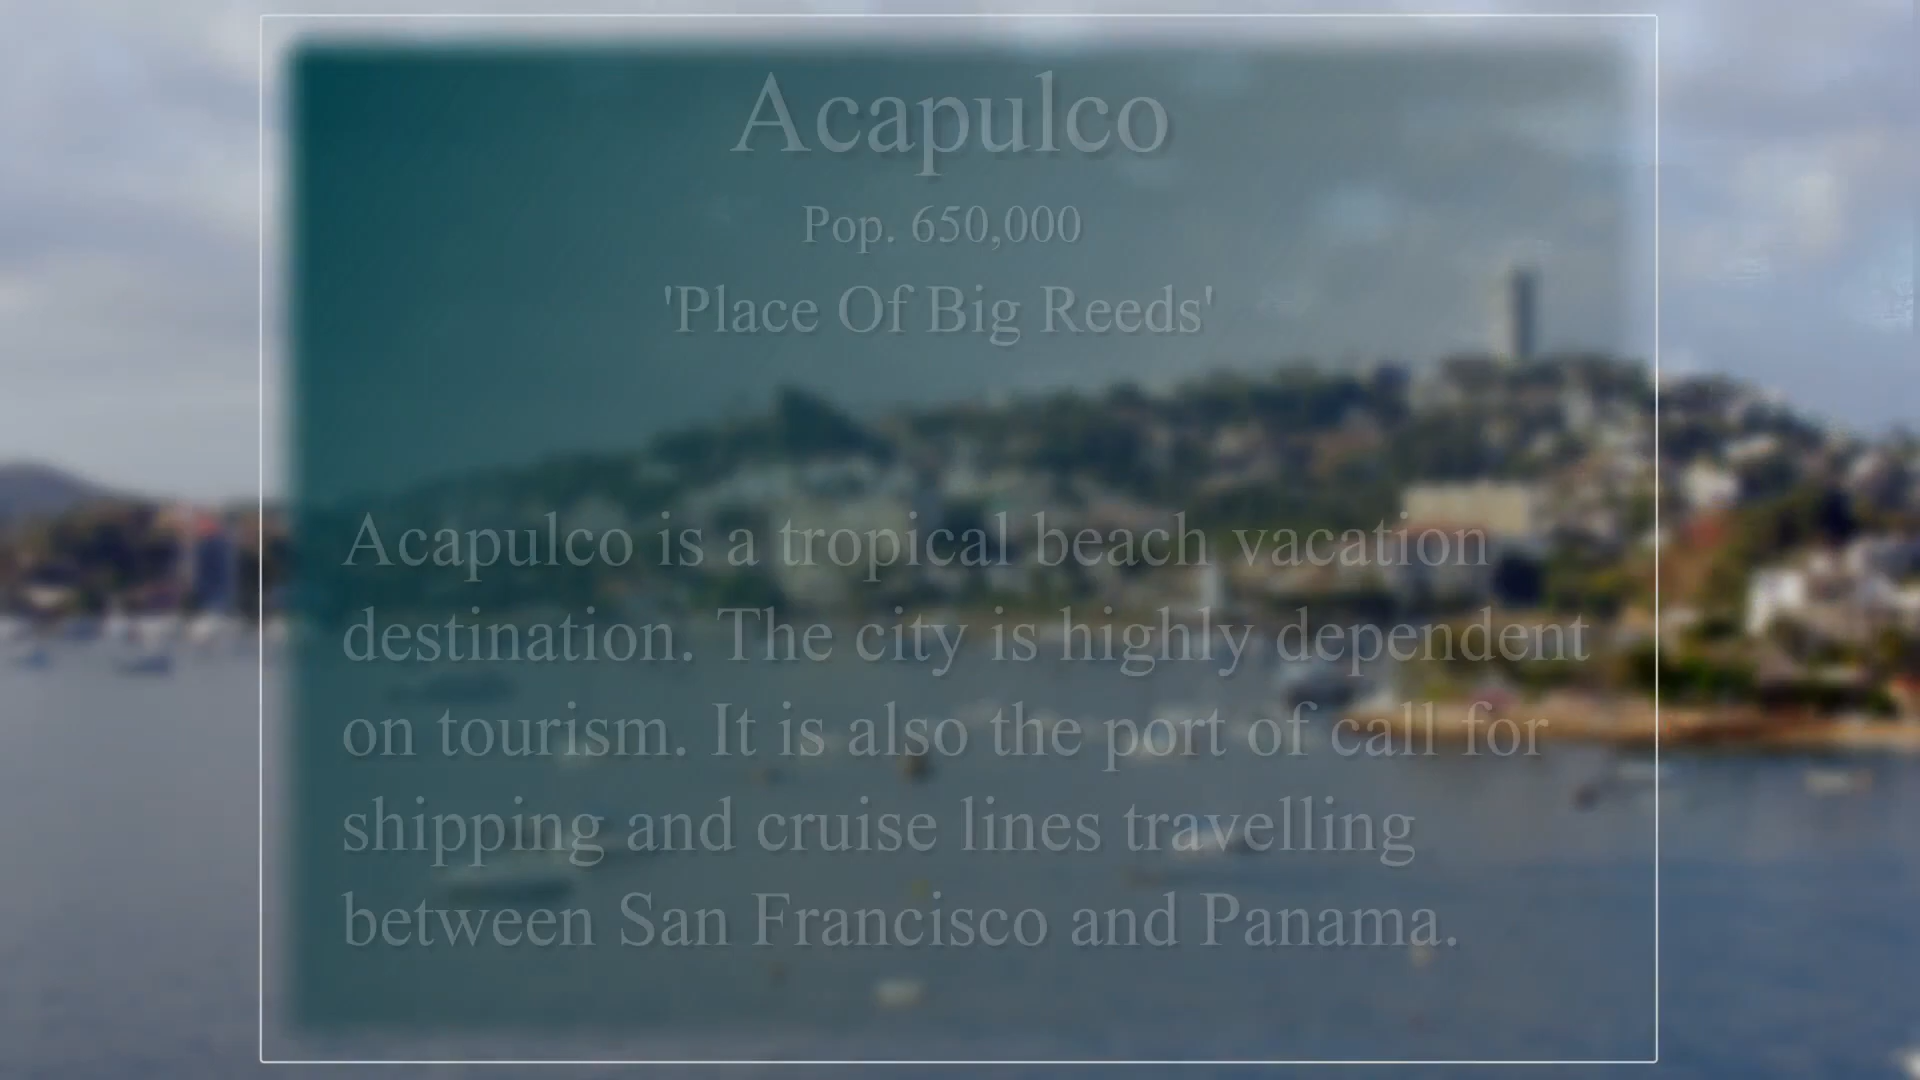 Acapulco
Pop. 650,000
'Place Of Big Reeds'
Acapulco is a tropical beach vacation
destination. The city is highly dependent
on tourism. It is also the port of call for
shipping and cruise lines travelling
between San Francisco and Panama.